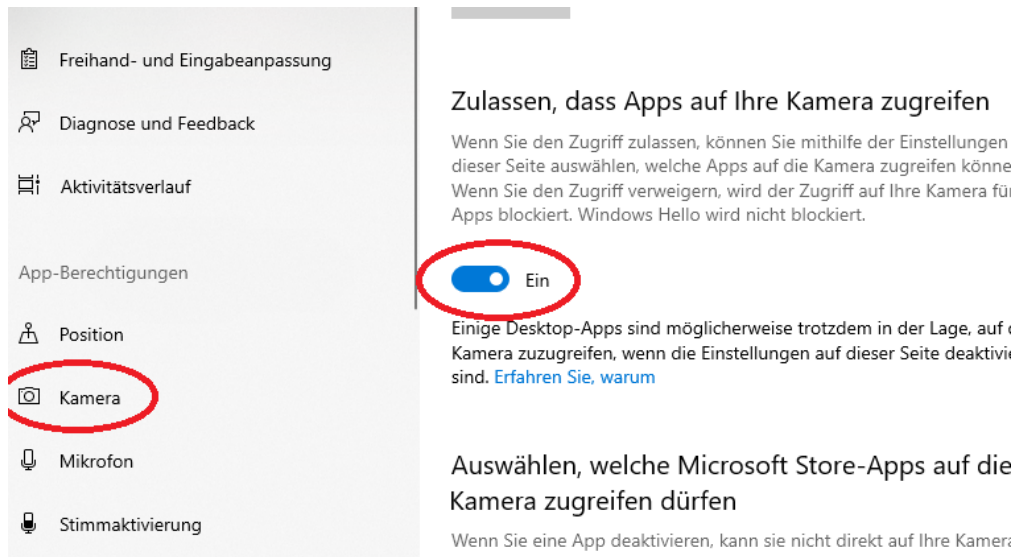 Freihand- und Eingabeanpassung
Diagnose und Feedback
Aktivitätsverlauf
App-Berechtigungen
Position
Kamera
Mikrofon
Stimmaktivierung
Zulassen, dass Apps auf Ihre Kamera zugreifen
Wenn Sie den Zugriff zulassen, können Sie mithilfe der Einstellungen
dieser Seite auswählen, welche Apps auf die Kamera zugreifen könne
Wenn Sie den Zugriff verweigern, wird der Zugriff auf Ihre Kamera für
Apps blockiert. Windows Hello wird nicht blockiert.
Ein
Einige Desktop-Apps sind möglicherweise trotzdem in der Lage, auf
Kamera zuzugreifen, wenn die Einstellungen auf dieser Seite deaktivie
sind. Erfahren Sie, warum
Auswählen, welche Microsoft Store-Apps auf die
Kamera zugreifen dürfen
Wenn Sie eine App deaktivieren, kann sie nicht direkt auf Ihre Kamera